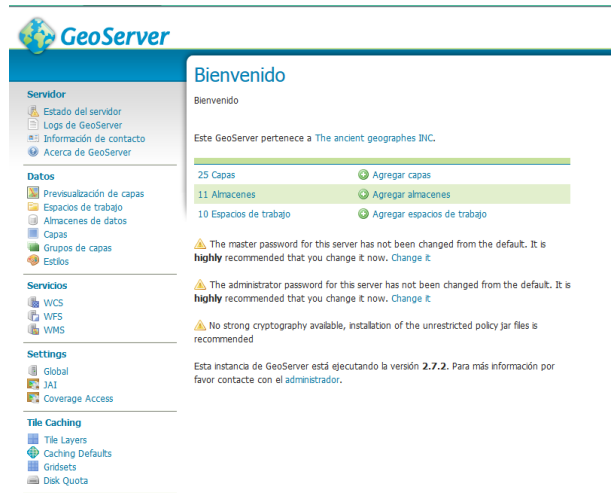 GeoServer
Servidor
Estado del servidor
Logs de GeoServer
Información de contacto
Acerca de GeoServer
Datos
Previsualización de capas
Espacios de trabajo
Almacenes de datos
Capas
Grupos de capas
Estilos
Servicios
WCS
WFS
WMS
Settings
Global
JAI
Coverage Access
Tile Caching
Tile Layers
Caching Defaults
Gridsets
Disk Quota
Bienvenido
Bienvenido
Este GeoServer pertenece a The ancient geographes INC.
25 Capas Agregar capas
11 Almacenes Agregar almacenes
10 Espacios de trabajo Agregar espacios de trabajo
The master password for this server has not been changed from the default. It is
highly recommended that you change it now. Change it
The administrator password for this server has not been changed from the default. It is
highly recommended that you change it now. Change it
No strong cryptography available, installation of the unrestricted policy jar files is
recommended
Esta instancia de GeoServer está ejecutando la versión 2.7.2. Para más información por
favor contacte con el administrador.